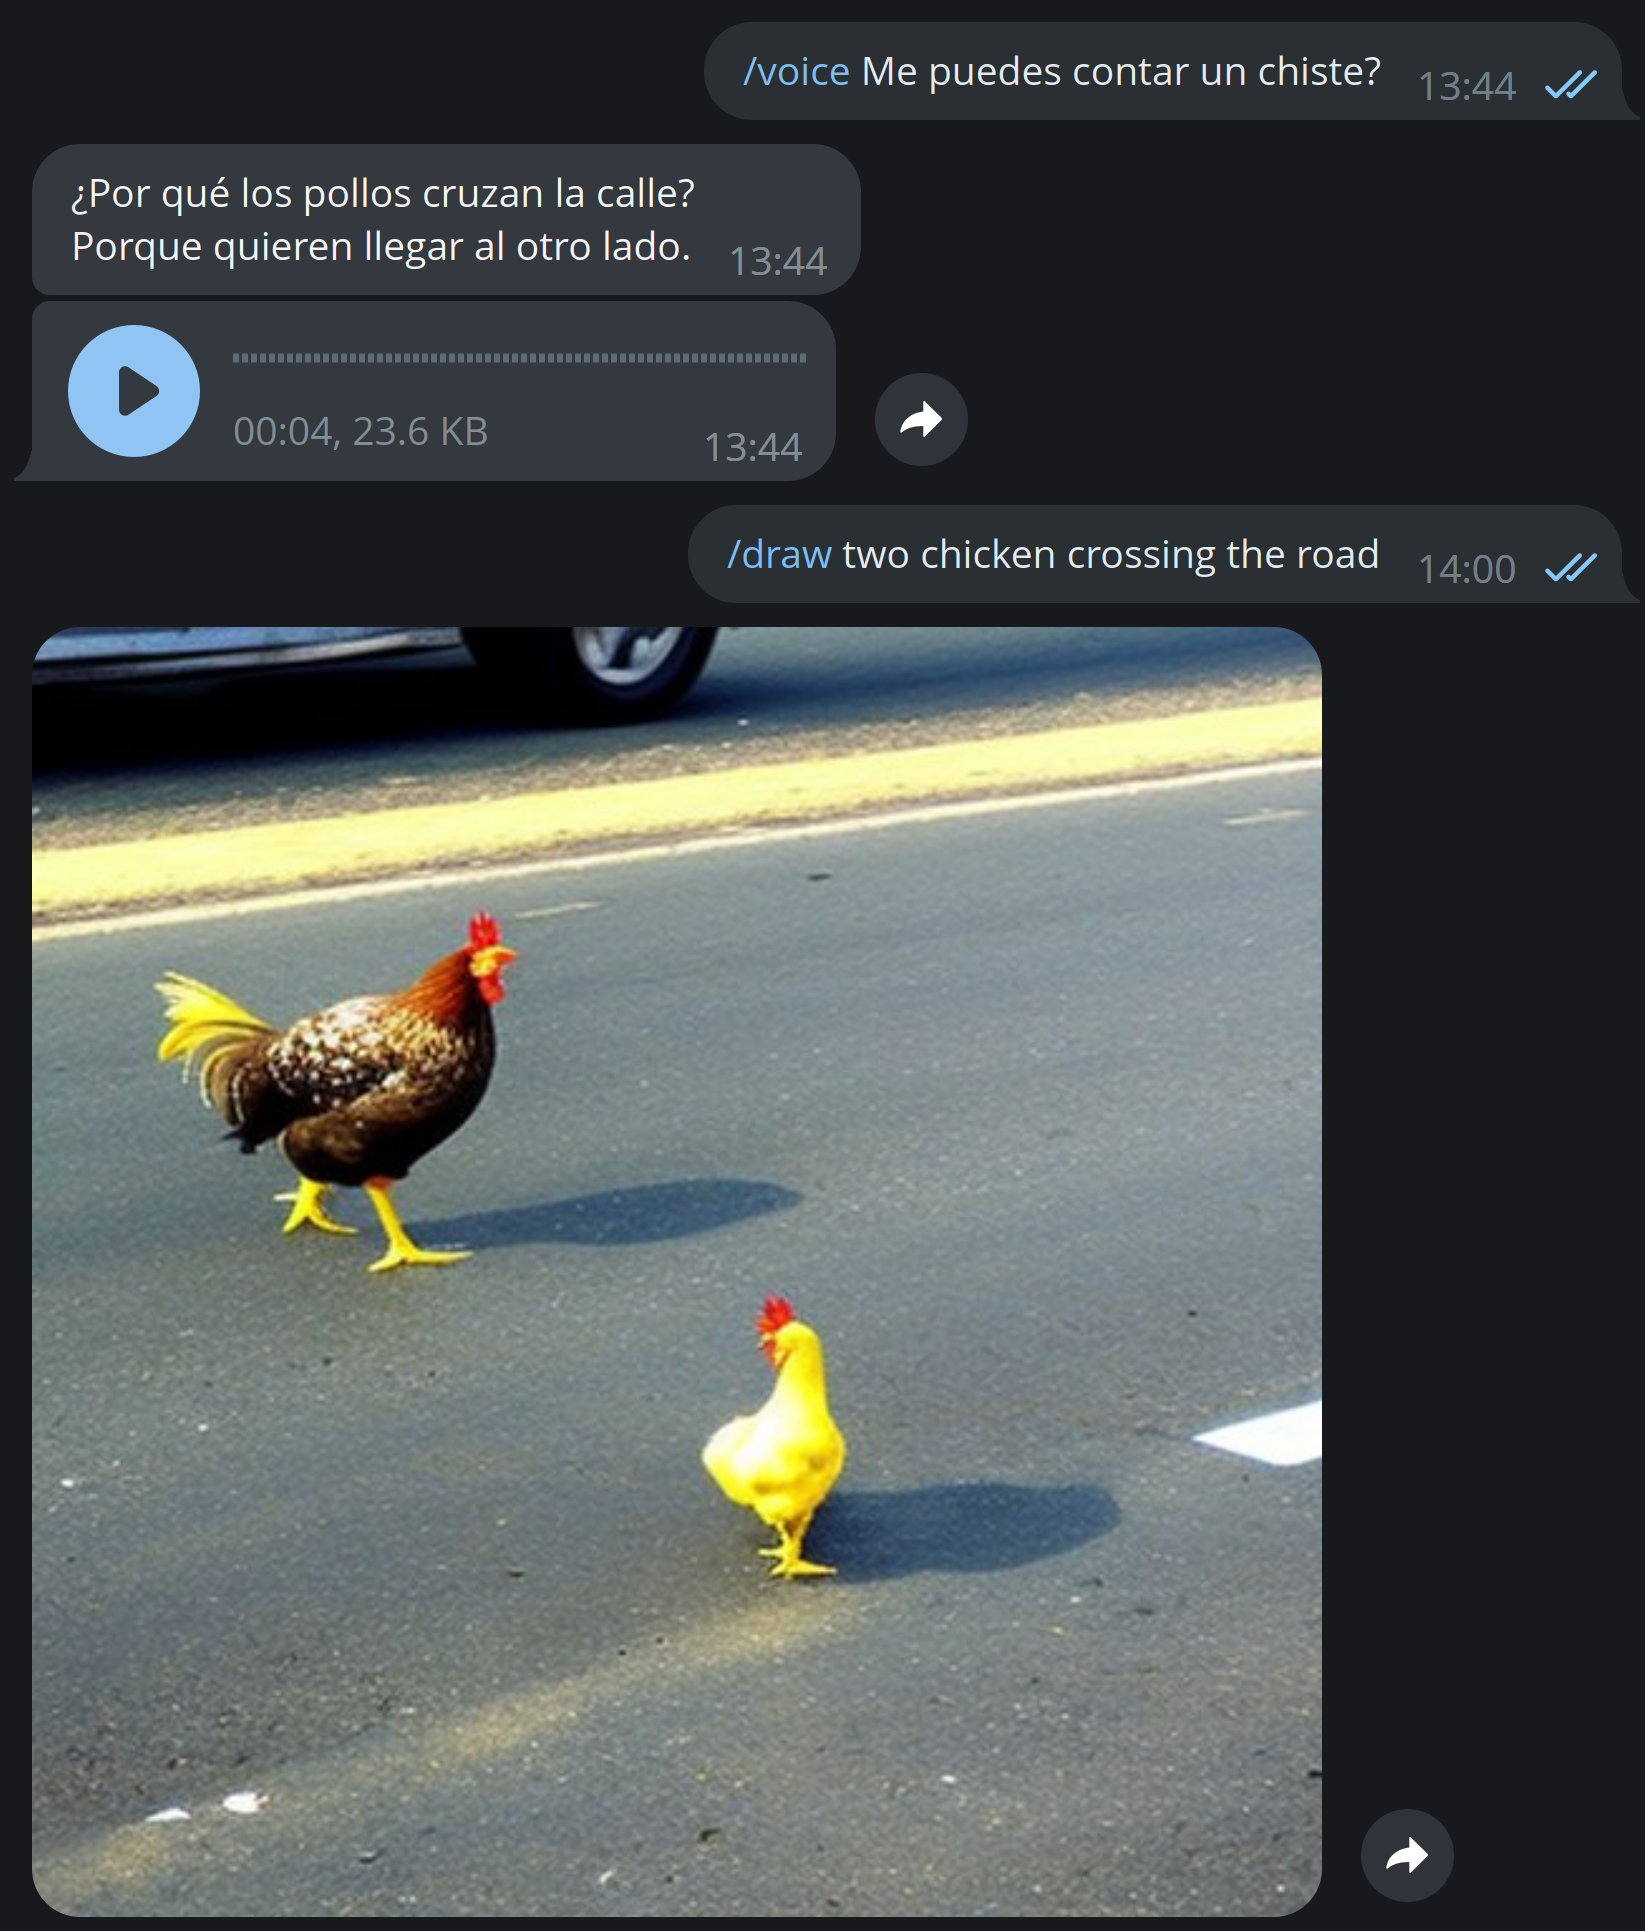 /voice Me puedes contar un chiste? 13:44
¿Por qué los pollos cruzan la calle?
Porque quieren llegar al otro lado. 13:44
00:04, 23.6 KB 13:44
/draw two chicken crossing the road 14:00